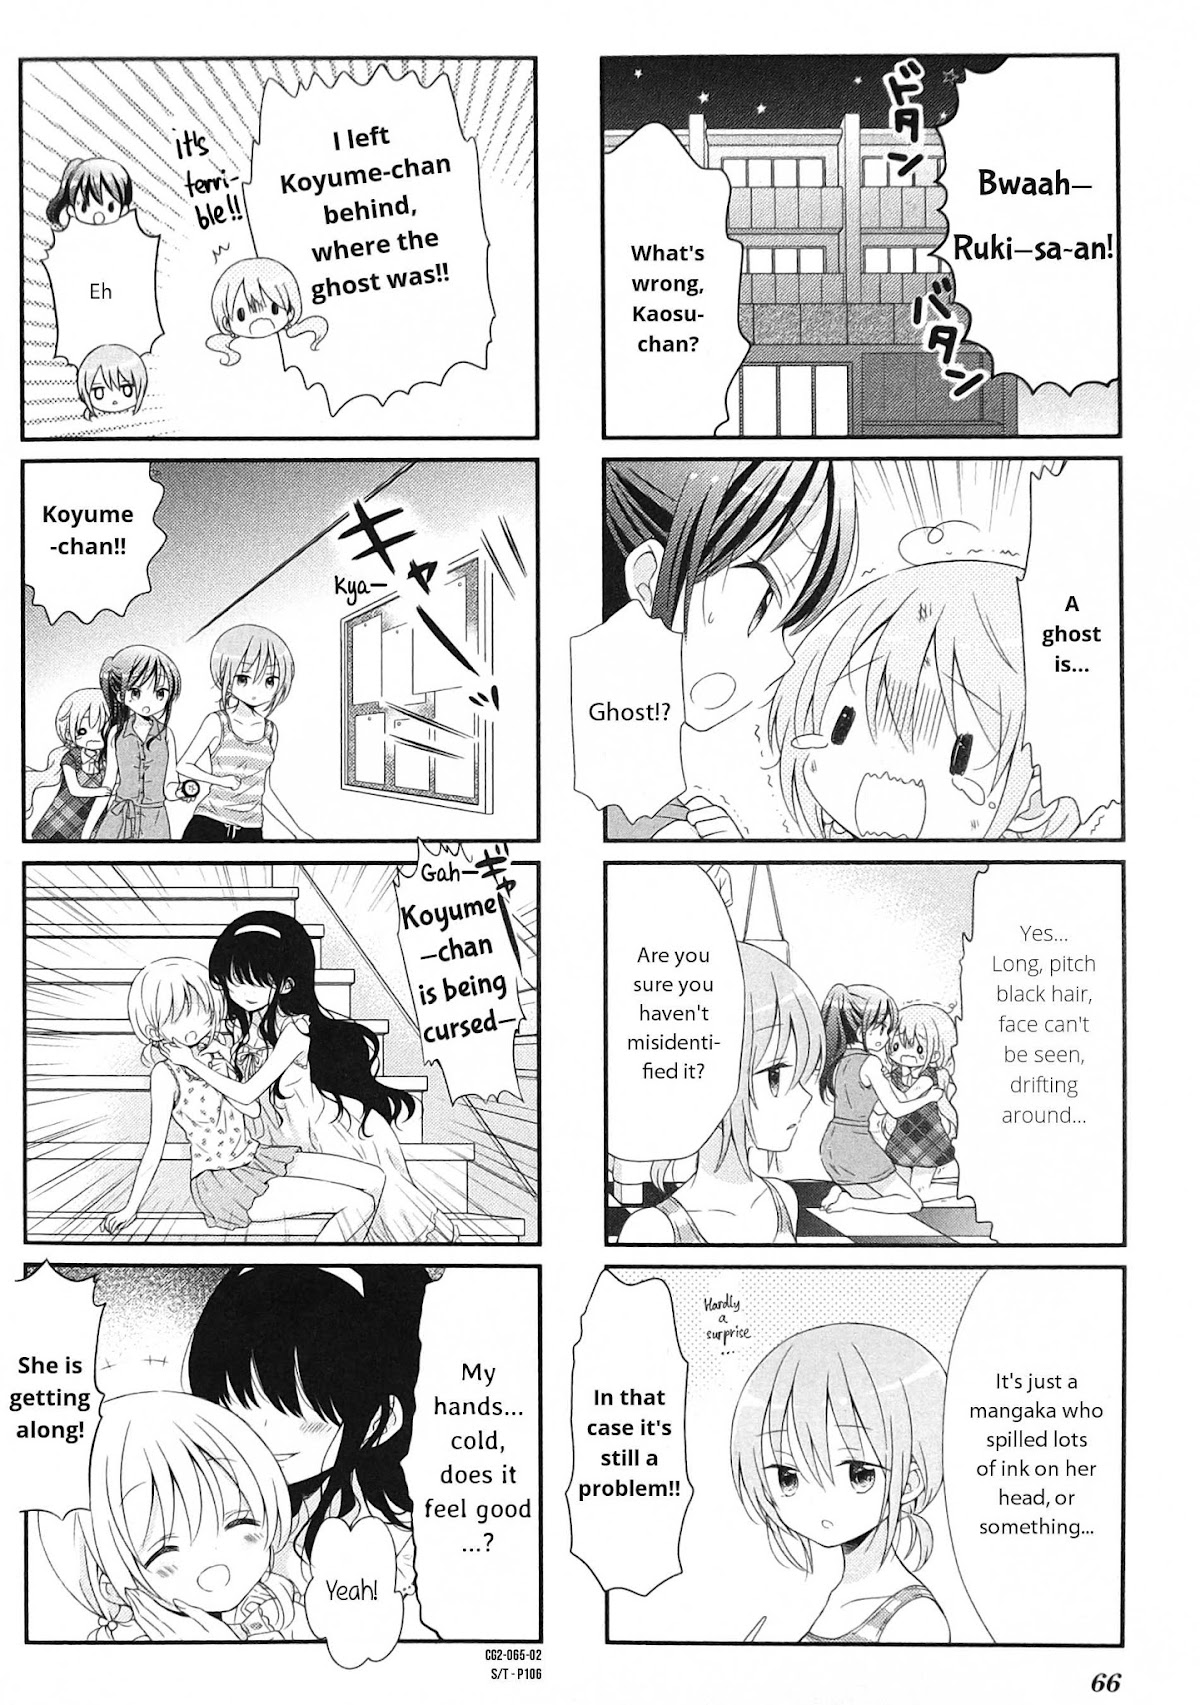 ドタン
バタン
Bwaah—
Ruki—sa~an!
What's
wrong,
Kaosu-
chan?
A
ghost
is...
Ghost!?
Yes...
Long, pitch
black hair,
face can't
be seen,
drifting
around...
Are you
sure you
haven't
misidenti-
fied it?
It's just a
mangaka who
spilled lots
of ink on her
head, or
something...
Hardly
a
surprise
...
In that
case it's
still a
problem!!
I left
Koyume-chan
behind,
where the
ghost was!!
it's
terri-
ble!!
Eh
キャーッ
Kya—
Koyume
-chan!!
ギャーッ
Gah—
Koyume
—chan
is being
cursed—
My
hands...
cold,
does it
feel good
...?
Yeah!
She is
getting
along!
CG2-065-02
S/T - P106
66